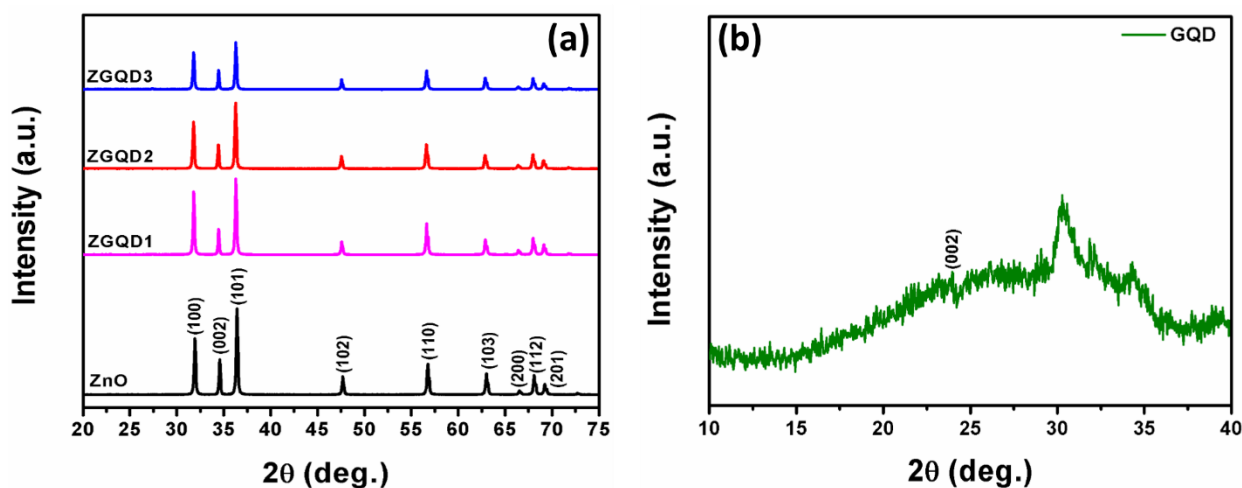 (a)
ZGQD3
ZGQD2
ZGQD1
ZnO
(100)
(002)
(101)
(102)
(110)
(103)
(200)
(112)
(201)
Intensity (a.u.)
20 25 30 35 40 45 50 55 60 65 70 75
2θ (deg.)
(b)
GQD
(002)
Intensity (a.u.)
10 15 20 25 30 35 40
2θ (deg.)